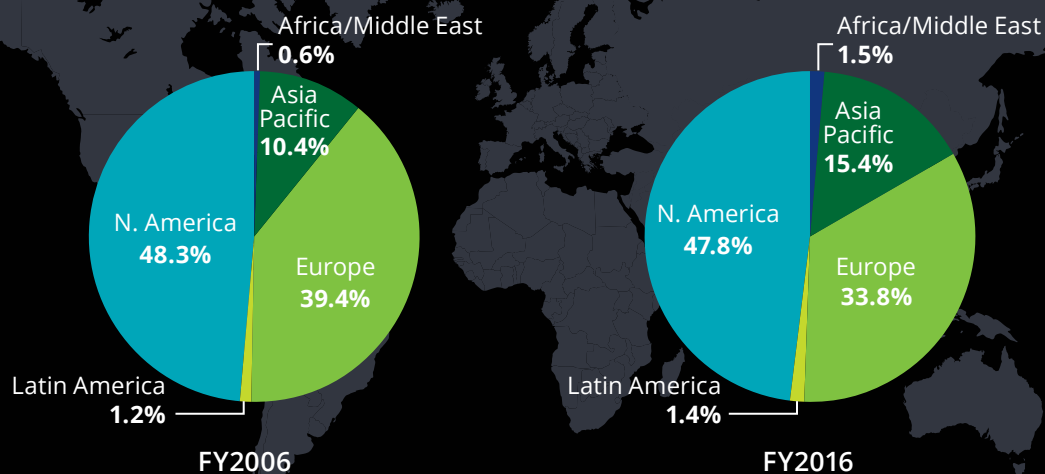 Africa/Middle East
0.6%
Asia
Pacific
10.4%
N. America
48.3%
Europe
39.4%
Latin America
1.2%
FY2006
Africa/Middle East
1.5%
Asia
Pacific
15.4%
N. America
47.8%
Europe
33.8%
Latin America
1.4%
FY2016